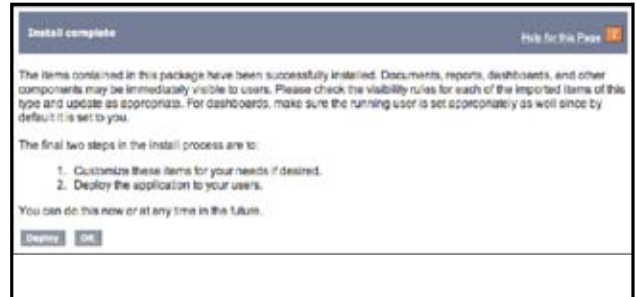 Install complete
Help for this Page ?
The items contained in this package have been successfully installed. Documents, reports, dashboards, and other
components may be immediately visible to users. Please check the visibility rules for each of the imported items of this
type and update as appropriate. For dashboards, make sure the running user is set appropriately as well since by
default it is set to you.
The final two steps in the install process are to:
1. Customize these items for your needs if desired.
2. Deploy the application to your users.
You can do this now or at any time in the future.
Deploy OK